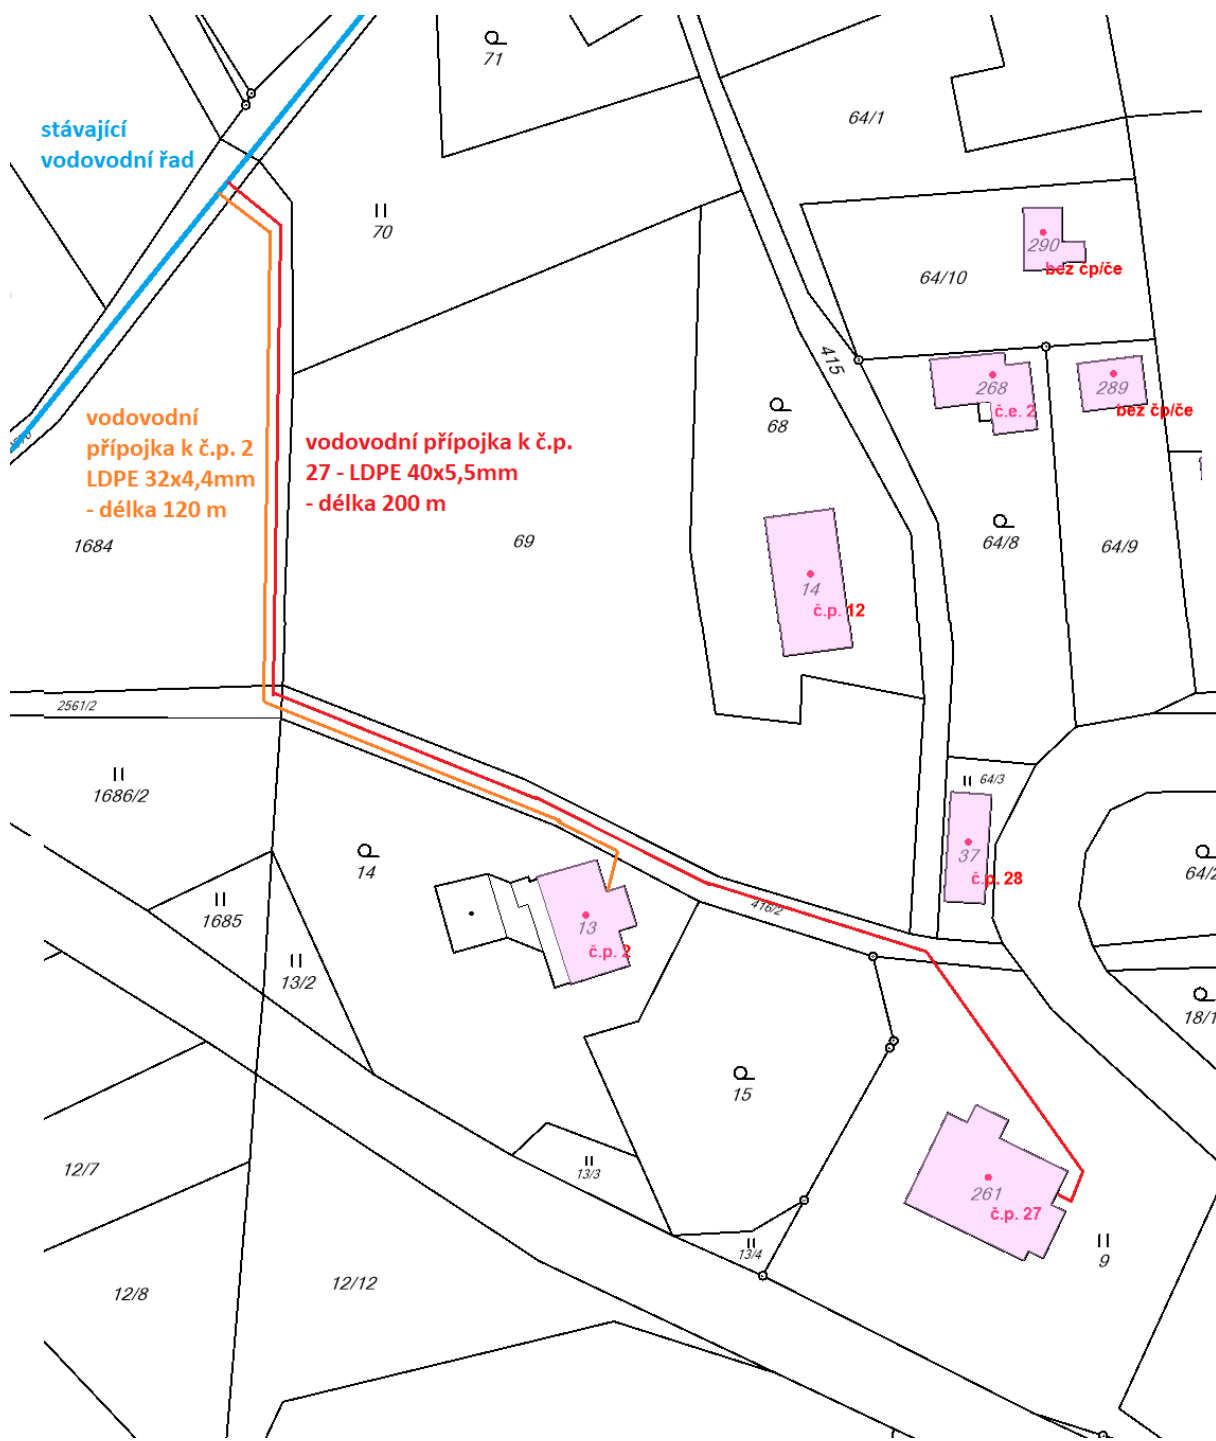 71
64/1
stávající
vodovodní řad
70
290
bez čp/če
64/10
415
268
č.e. 2
289
bez čp/če
68
vodovodní
přípojka k č.p. 2
LDPE 32x4,4mm
- délka 120 m
vodovodní přípojka k č.p.
27 - LDPE 40x5,5mm
- délka 200 m
1684
69
64/8
64/9
14
č.p. 12
2561/2
1686/2
64/3
37
č.p. 28
14
64/2
1685
416/2
13
č.p. 2
13/2
18/1
15
12/7
13/3
261
č.p. 27
13/4
9
12/8
12/12